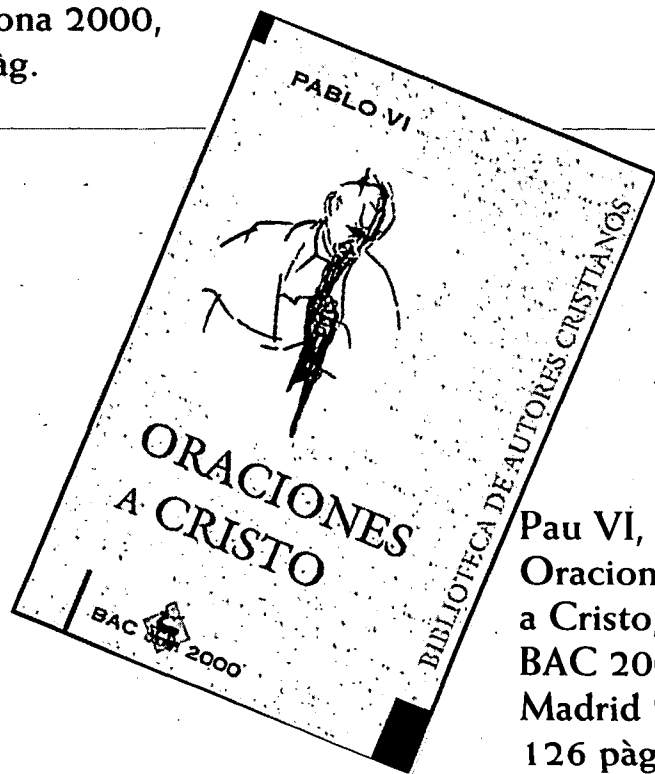 ona 2000,
àg.
PABLO VI
ORACIONES
A CRISTO
BAC 2000
BIBLIOTECA DE AUTORES CRISTIANOS
Pau VI,
Oracion
a Cristo,
BAC 20
Madrid
126 pàg